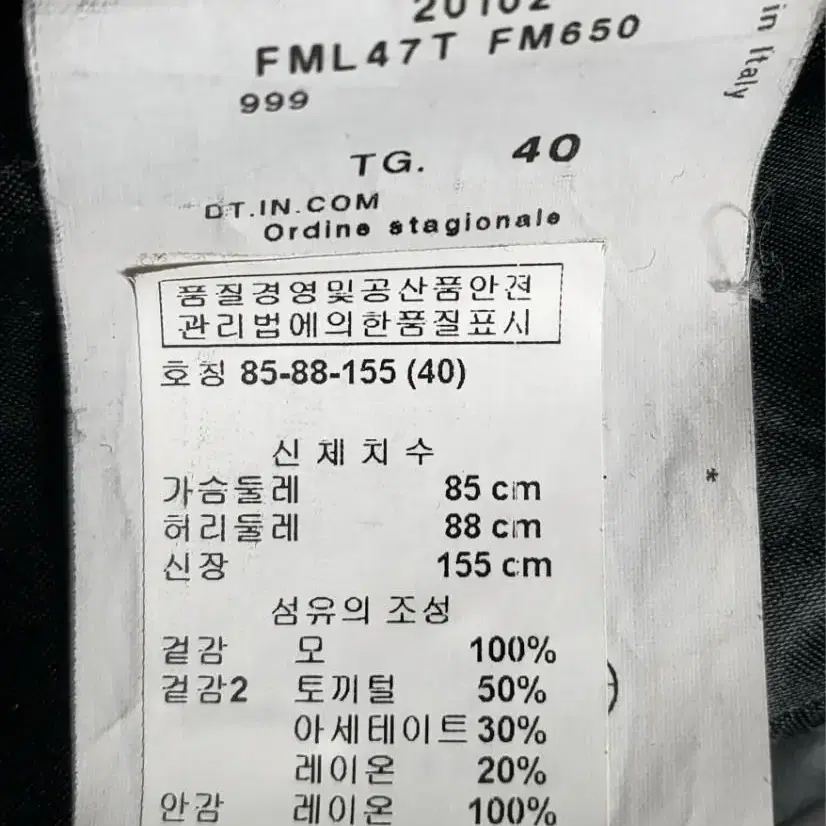 20102
FML47T FM650
999
in Italy
TG. 40
DT.IN.COM
Ordine stagionale
품질경영및공산품안전
관리법에의한품질표시
호칭 85-88-155 (40)
신체치수
가슴둘레 85 cm
허리둘레 88 cm
신장 155 cm
섬유의 조성
겉감 모 100%
겉감2 토끼털 50%
아세테이트 30%
레이온 20%
안감 레이온 100%
*